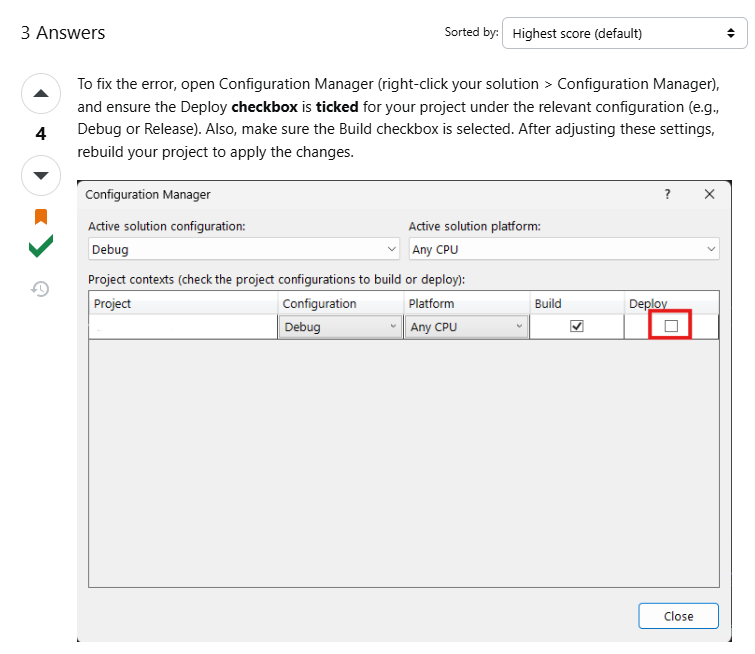 3 Answers
Sorted by:
Highest score (default)
4
To fix the error, open Configuration Manager (right-click your solution > Configuration Manager),
and ensure the Deploy checkbox is ticked for your project under the relevant configuration (e.g.,
Debug or Release). Also, make sure the Build checkbox is selected. After adjusting these settings,
rebuild your project to apply the changes.
Configuration Manager
?
Active solution configuration:
Active solution platform:
Debug
Any CPU
Project contexts (check the project configurations to build or deploy):
Project
Configuration
Platform
Build
Deploy
Debug
Any CPU
Close